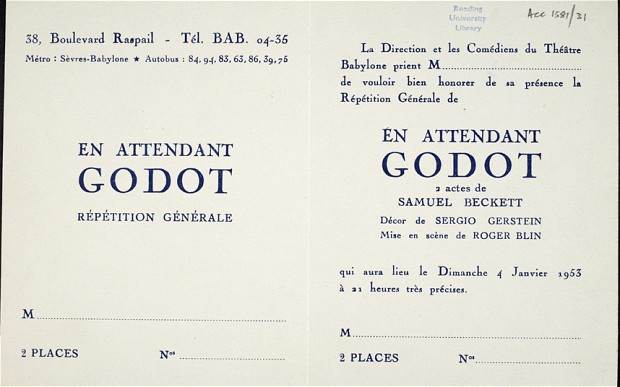 38, Boulevard Raspail - Tél. BAB. 04-35
Métro : Sèvres-Babylone ★ Autobus : 84, 94, 83, 63, 86, 39, 75
EN ATTENDANT
GODOT
RÉPÉTITION GÉNÉRALE
M
2 PLACES Nos
Reading
University
Library
Acc 1581/31
La Direction et les Comédiens du Théâtre
Babylone prient M
de vouloir bien honorer de sa présence la
Répétition Générale de
EN ATTENDANT
GODOT
2 actes de
SAMUEL BECKETT
Décor de SERGIO GERSTEIN
Mise en scène de ROGER BLIN
qui aura lieu le Dimanche 4 Janvier 1953
à 21 heures très précises.
M
2 PLACES Nos